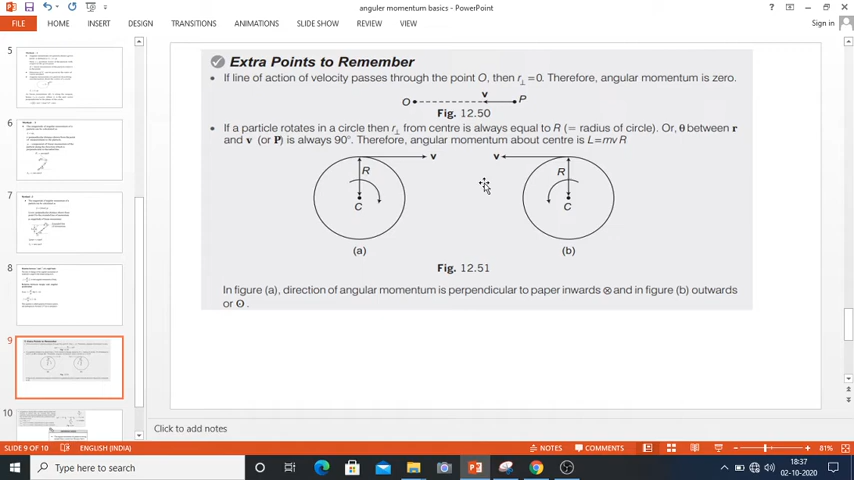 angular momentum basics - PowerPoint
FILE HOME INSERT DESIGN TRANSITIONS ANIMATIONS SLIDE SHOW REVIEW VIEW Sign in
5
6
7
8
9
10
Extra Points to Remember
• If line of action of velocity passes through the point O, then r⊥ =0. Therefore, angular momentum is zero.
v
O P
Fig. 12.50
• If a particle rotates in a circle then r⊥ from centre is always equal to R (= radius of circle). Or, θ between r
and v (or P) is always 90°. Therefore, angular momentum about centre is L=mv R
v v
R R
C C
(a) (b)
Fig. 12.51
In figure (a), direction of angular momentum is perpendicular to paper inwards ⊗ and in figure (b) outwards
or ⊙ .
Click to add notes
SLIDE 9 OF 10 ENGLISH (INDIA) NOTES COMMENTS 81%
Type here to search
18:37
02-10-2020